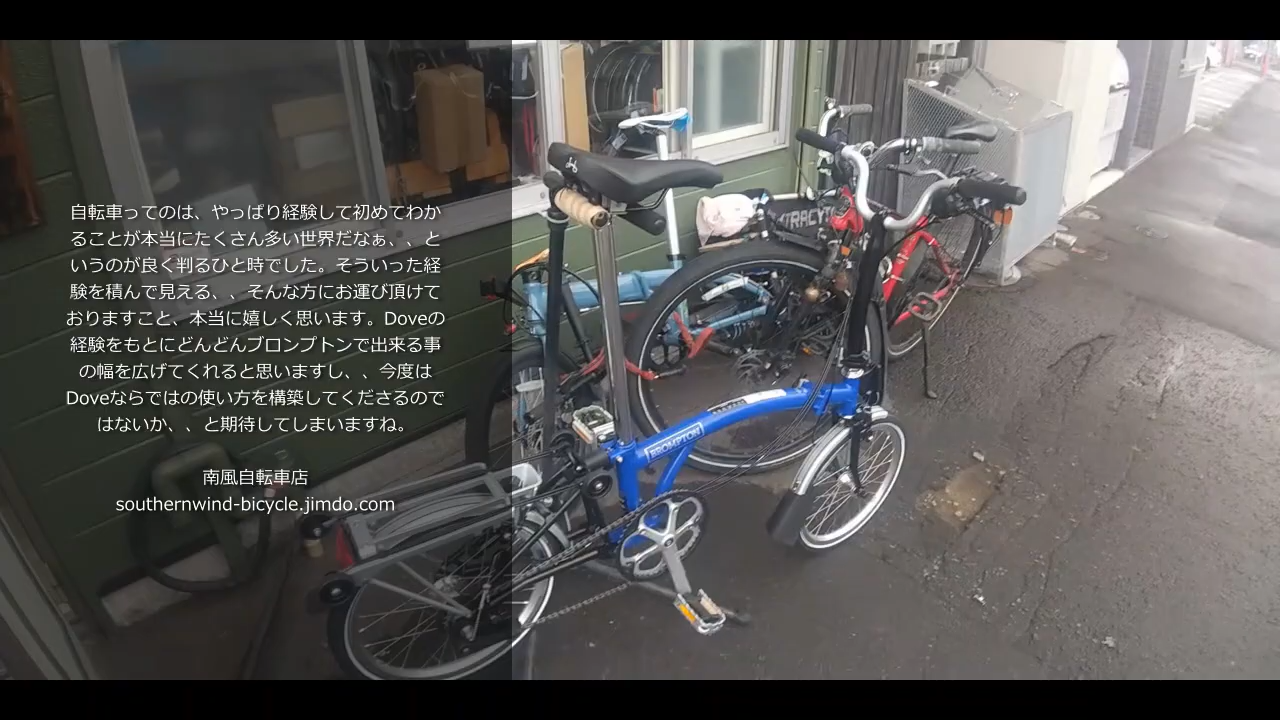 自転車ってのは、やっぱり経験して初めてわか
ることが本当にたくさん多い世界だなぁ、、と
いうのが良く判るひと時でした。そういった経
験を積んで見える、、そんな方にお運び頂けて
おりますこと、本当に嬉しく思います。Doveの
経験をもとにどんどんブロンプトンで出来る事
の幅を広げてくれると思いますし、、今度は
Doveならではの使い方を構築してくださるので
はないか、、と期待してしまいますね。
南風自転車店
southernwind-bicycle.jimdo.com
BROMPTON